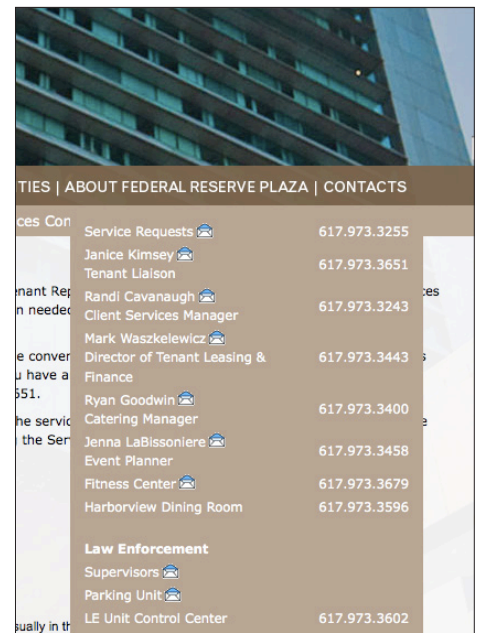 TIES | ABOUT FEDERAL RESERVE PLAZA | CONTACTS
ces Con
Service Requests 617.973.3255
Janice Kimsey
Tenant Liaison 617.973.3651
Randi Cavanaugh
Client Services Manager 617.973.3243
Mark Waszkelewicz
Director of Tenant Leasing &
Finance 617.973.3443
Ryan Goodwin
Catering Manager 617.973.3400
Jenna LaBissoniere
Event Planner 617.973.3458
Fitness Center 617.973.3679
Harborview Dining Room 617.973.3596
Law Enforcement
Supervisors
Parking Unit
LE Unit Control Center 617.973.3602
enant Rep ces
n needed
e conver s
u have a
551.
he servic e
g the Ser
sually in th